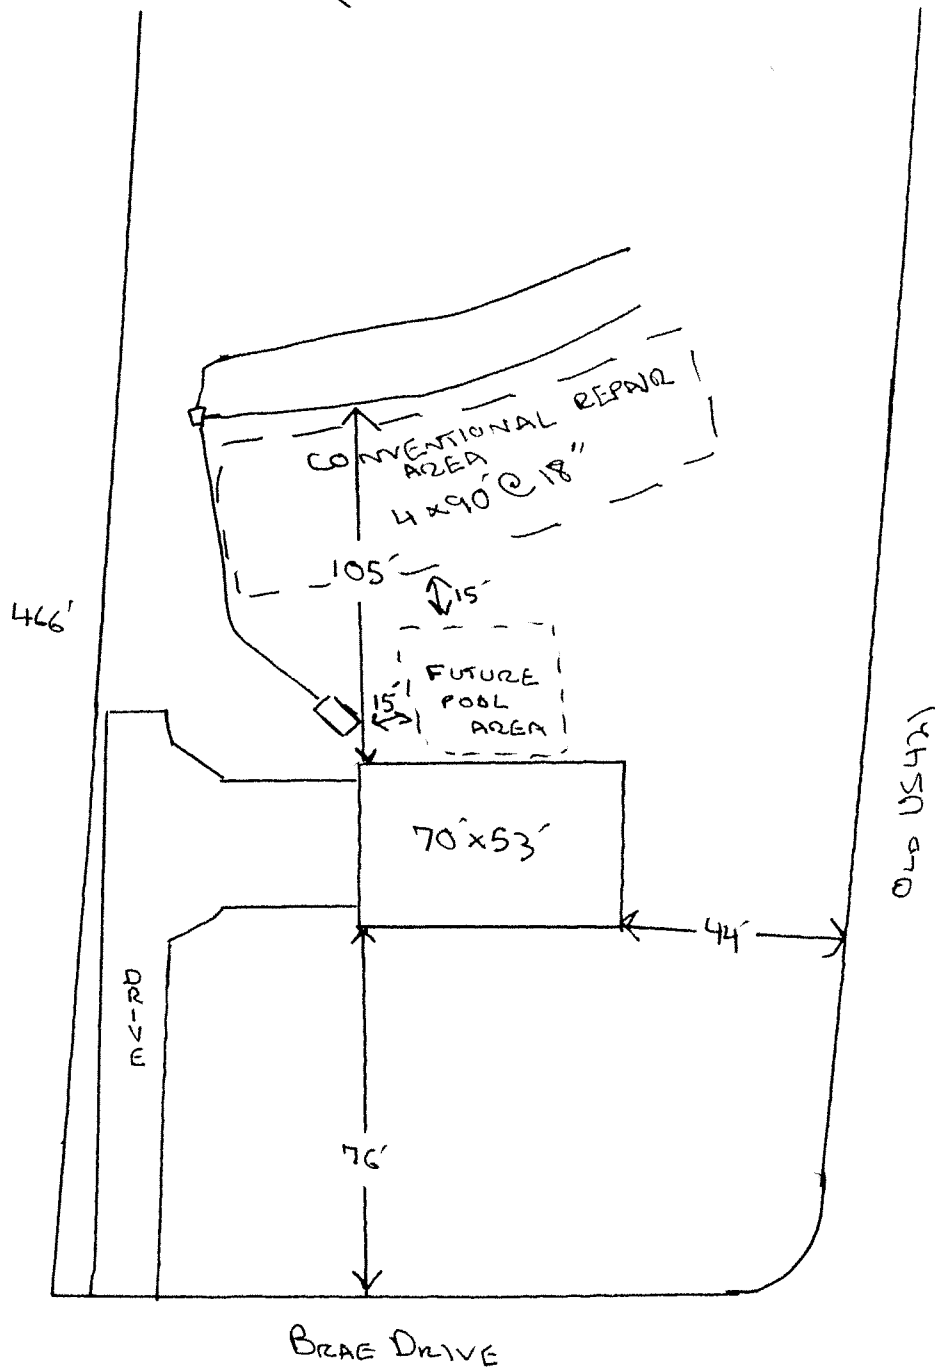 CONVENTIONAL REPAIR
AREA
4 x 90' @ 18"
105'
15'
466'
15'
FUTURE
POOL
AREA
70' x 53'
OLD US 421
44'
DRIVE
76'
BRAE DRIVE